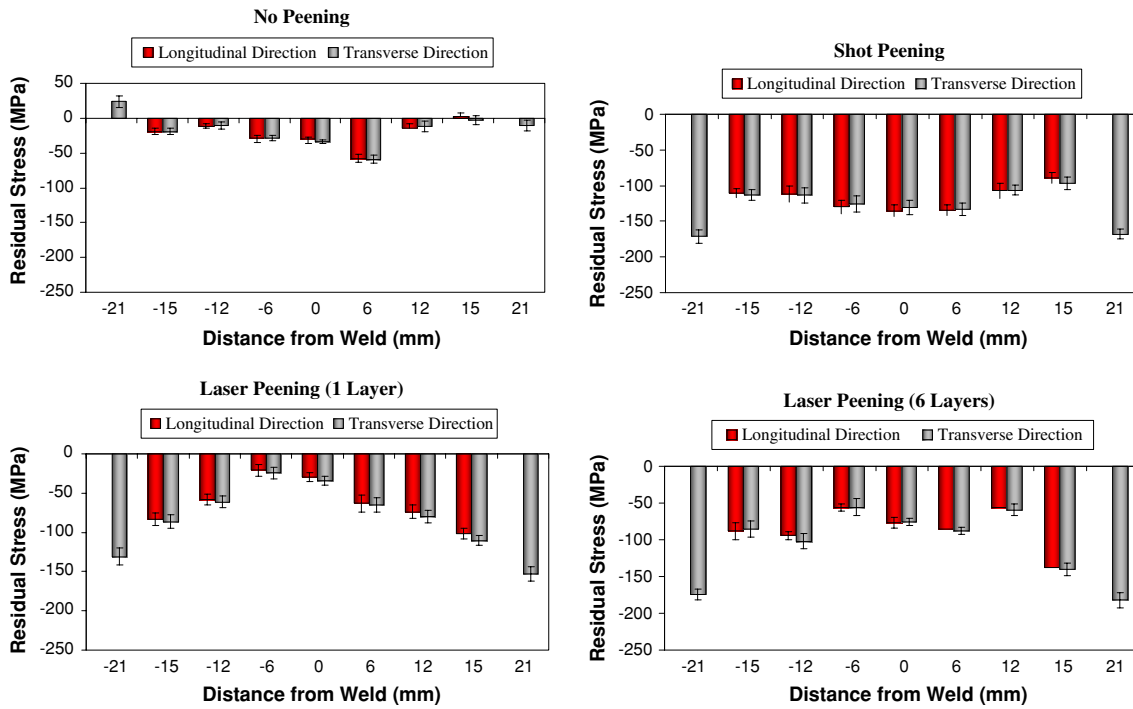 No Peening
Longitudinal Direction Transverse Direction
Residual Stress (MPa)
50
0
-50
-100
-150
-200
-250
-21 -15 -12 -6 0 6 12 15 21
Distance from Weld (mm)
Shot Peening
Longitudinal Direction Transverse Direction
Residual Stress (MPa)
0
-50
-100
-150
-200
-250
-21 -15 -12 -6 0 6 12 15 21
Distance from Weld (mm)
Laser Peening (1 Layer)
Longitudinal Direction Transverse Direction
Residual Stress (MPa)
0
-50
-100
-150
-200
-250
-21 -15 -12 -6 0 6 12 15 21
Distance from Weld (mm)
Laser Peening (6 Layers)
Longitudinal Direction Transverse Direction
Residual Stress (MPa)
0
-50
-100
-150
-200
-250
-21 -15 -12 -6 0 6 12 15 21
Distance from Weld (mm)